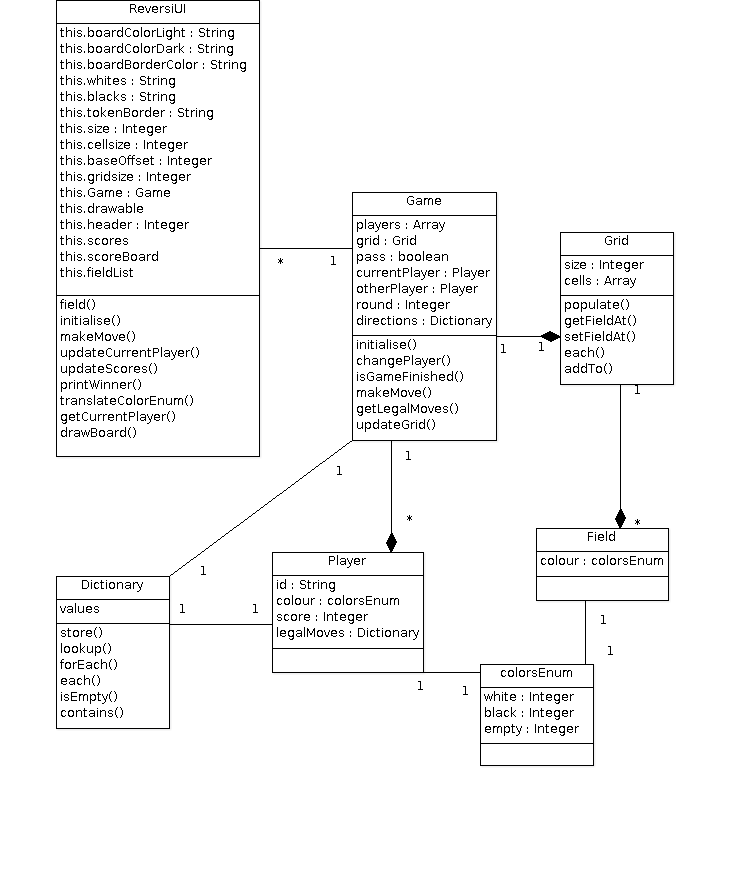 ReversiUI
this.boardColorLight : String
this.boardColorDark : String
this.boardBorderColor : String
this.whites : String
this.blacks : String
this.tokenBorder : String
this.size : Integer
this.cellsize : Integer
this.baseOffset : Integer
this.gridsize : Integer
this.Game : Game
this.drawable
this.header : Integer
this.scores
this.scoreBoard
this.fieldList
field()
initialise()
makeMove()
updateCurrentPlayer()
updateScores()
printWinner()
translateColorEnum()
getCurrentPlayer()
drawBoard()
* 1
Game
players : Array
grid : Grid
pass : boolean
currentPlayer : Player
otherPlayer : Player
round : Integer
directions : Dictionary
initialise()
changePlayer()
isGameFinished()
makeMove()
getLegalMoves()
updateGrid()
1 1
Grid
size : Integer
cells : Array
populate()
getFieldAt()
setFieldAt()
each()
addTo()
1
*
1
1
1
*
Dictionary
values
store()
lookup()
forEach()
each()
isEmpty()
contains()
1 1
Player
id : String
colour : colorsEnum
score : Integer
legalMoves : Dictionary
1 1
Field
colour : colorsEnum
1
1
colorsEnum
white : Integer
black : Integer
empty : Integer